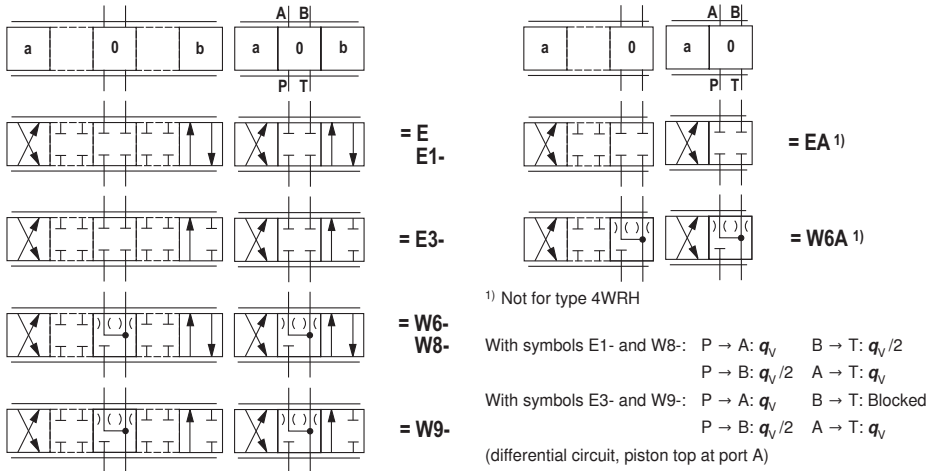 A B
a 0 b
a 0 b
P T
= E
E1-
= E3-
= W6-
W8-
= W9-
A B
a 0
a 0
P T
= EA 1)
= W6A 1)
1) Not for type 4WRH
With symbols E1- and W8-: P → A: qV B → T: qV/2
P → B: qV/2 A → T: qV
With symbols E3- and W9-: P → A: qV B → T: Blocked
P → B: qV/2 A → T: qV
(differential circuit, piston top at port A)